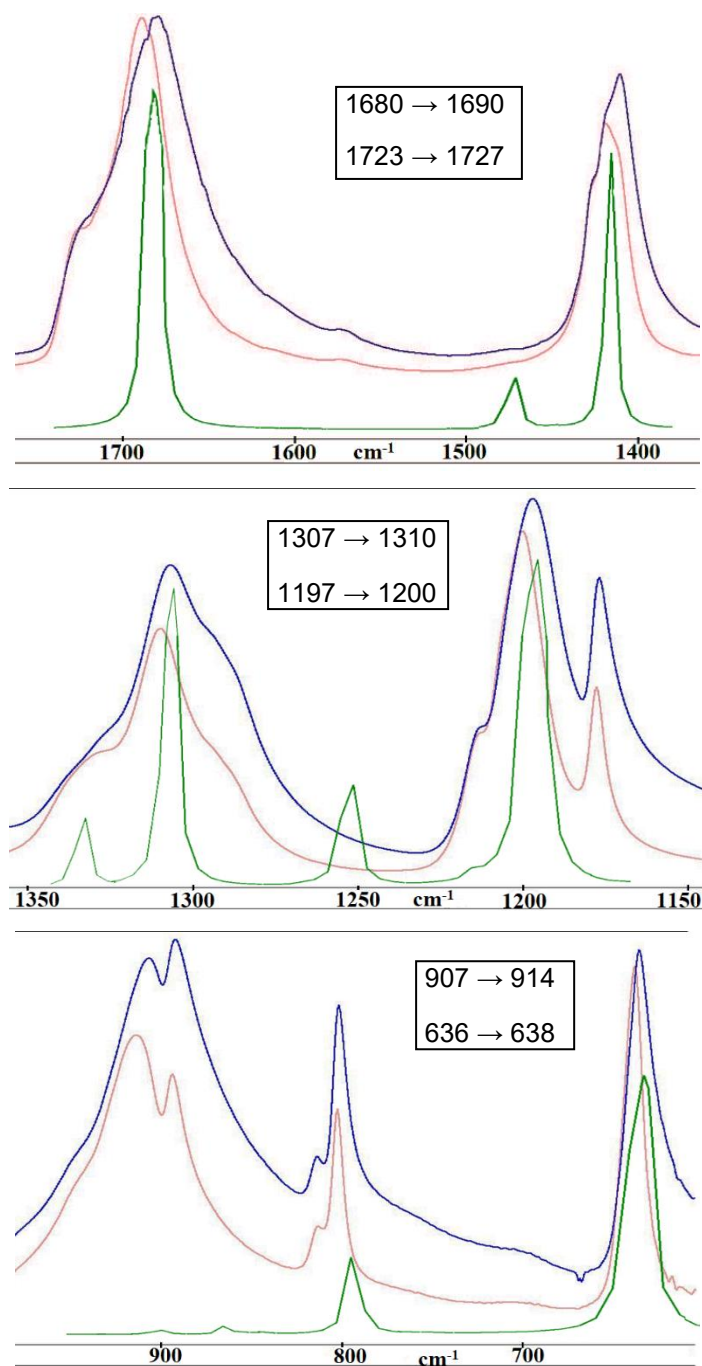 1680 → 1690
1723 → 1727
1700 1600 1500 cm-1 1400
1307 → 1310
1197 → 1200
1350 1300 1250 cm-1 1200 1150
907 → 914
636 → 638
900 800 cm-1 700